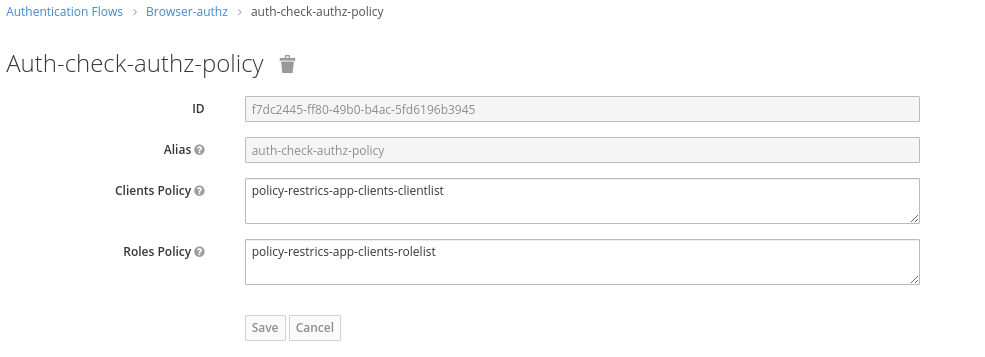 Authentication Flows > Browser-authz > auth-check-authz-policy
Auth-check-authz-policy
ID f7dc2445-ff80-49b0-b4ac-5fd6196b3945
Alias auth-check-authz-policy
Clients Policy policy-restrics-app-clients-clientlist
Roles Policy policy-restrics-app-clients-rolelist
Save Cancel